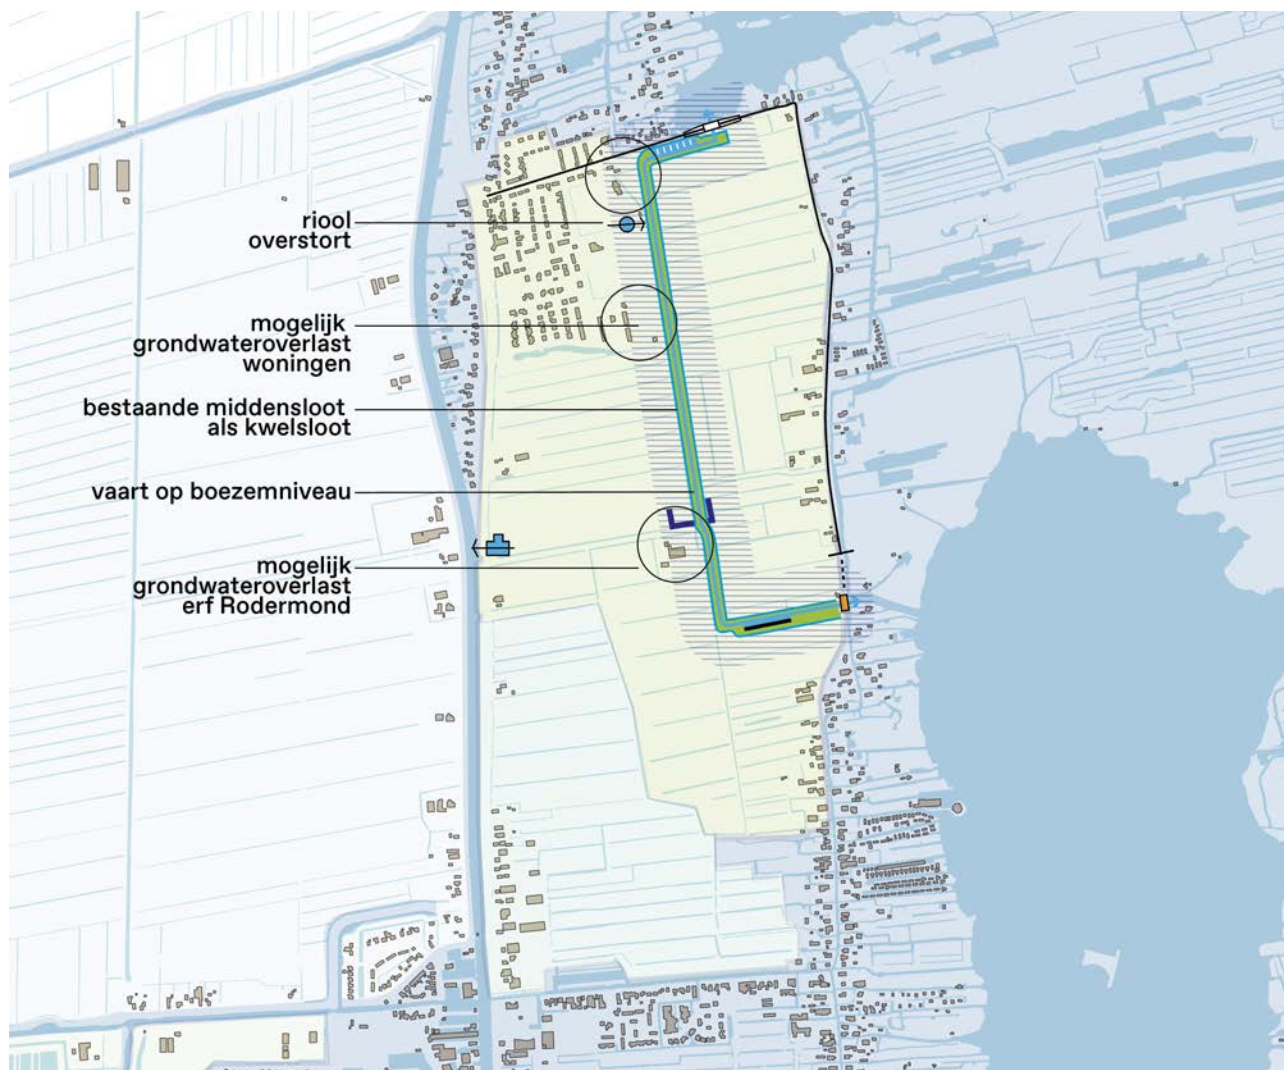 riool
overstort
mogelijk
grondwateroverlast
woningen
bestaande middensloot
als kwelsloot
vaart op boezemniveau
mogelijk
grondwateroverlast
erf Rodermond